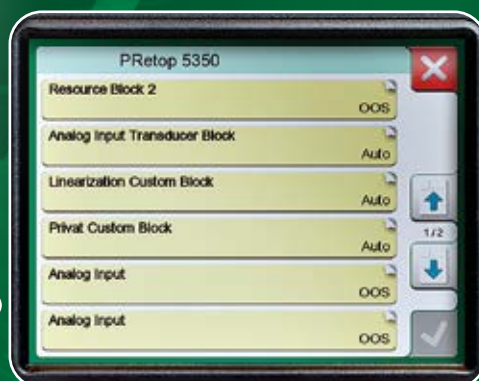 PRetop 5350
Resource Block 2
OOS
Analog Input Transducer Block
Auto
Linearization Custom Block
Auto
Privat Custom Block
Auto
1/2
Analog Input
OOS
Analog Input
OOS